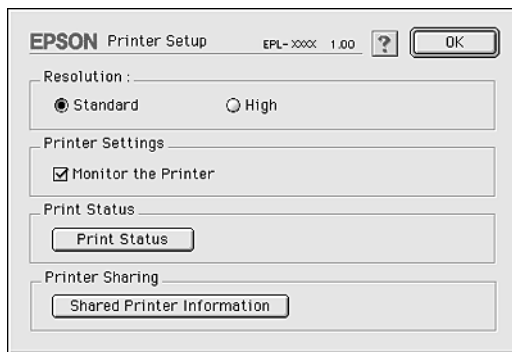 EPSON Printer Setup EPL-XXXX 1.00 ? OK
Resolution :
Standard High
Printer Settings
Monitor the Printer
Print Status
Print Status
Printer Sharing
Shared Printer Information